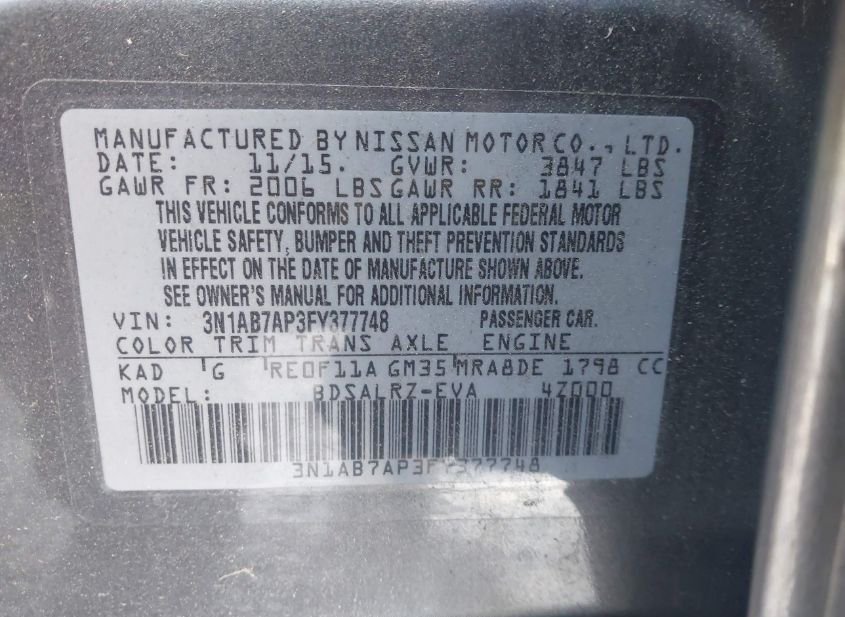 MANUFACTURED BY NISSAN MOTOR CO., LTD.
DATE: 11/15. GVWR: 3847 LBS
GAWR FR: 2006 LBS GAWR RR: 1841 LBS
THIS VEHICLE CONFORMS TO ALL APPLICABLE FEDERAL MOTOR
VEHICLE SAFETY, BUMPER AND THEFT PREVENTION STANDARDS
IN EFFECT ON THE DATE OF MANUFACTURE SHOWN ABOVE.
SEE OWNER'S MANUAL FOR ADDITIONAL INFORMATION.
VIN: 3N1AB7AP3FY377748 PASSENGER CAR.
COLOR TRIM TRANS AXLE ENGINE
KAD G RE0F11A GM35 MRA8DE 1798 CC
MODEL: BDSALRZ-EVA 4Z000
3N1AB7AP3FY377748